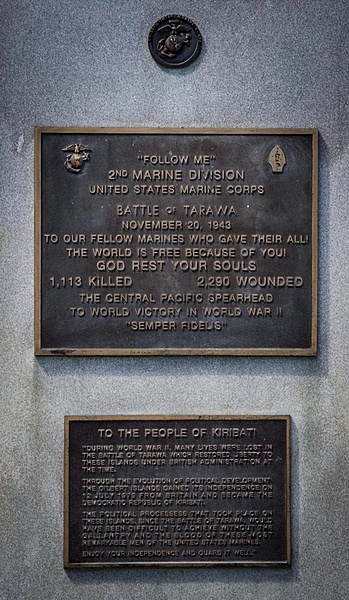 "FOLLOW ME"
2ND MARINE DIVISION
UNITED STATES MARINE CORPS
BATTLE OF TARAWA
NOVEMBER 20, 1943
TO OUR FELLOW MARINES WHO GAVE THEIR ALL!
THE WORLD IS FREE BECAUSE OF YOU!
GOD REST YOUR SOULS
1,113 KILLED 2,290 WOUNDED
THE CENTRAL PACIFIC SPEARHEAD
TO WORLD VICTORY IN WORLD WAR II
"SEMPER FIDELIS"
TO THE PEOPLE OF KIRIBATI
"DURING WORLD WAR II, MANY LIVES WERE LOST IN
THE BATTLE OF TARAWA WHICH RESTORED LIBERTY TO
THESE ISLANDS UNDER BRITISH ADMINISTRATION AT
THE TIME.
THROUGH THE EVOLUTION OF POLITICAL DEVELOPMENT
THE GILBERT ISLANDS GAINED ITS INDEPENDENCE ON
12 JULY 1979 FROM BRITAIN AND BECAME THE
DEMOCRATIC REPUBLIC OF KIRIBATI.
THE POLITICAL PROCESSES THAT TOOK PLACE ON
THESE ISLANDS, SINCE THE BATTLE OF TARAWA, WOULD
HAVE BEEN DIFFICULT TO ACHIEVE WITHOUT THE
GALLANTRY AND THE BLOOD OF THESE MOST
REMARKABLE MEN OF THE UNITED STATES MARINES.
ENJOY YOUR INDEPENDENCE AND GUARD IT WELL."